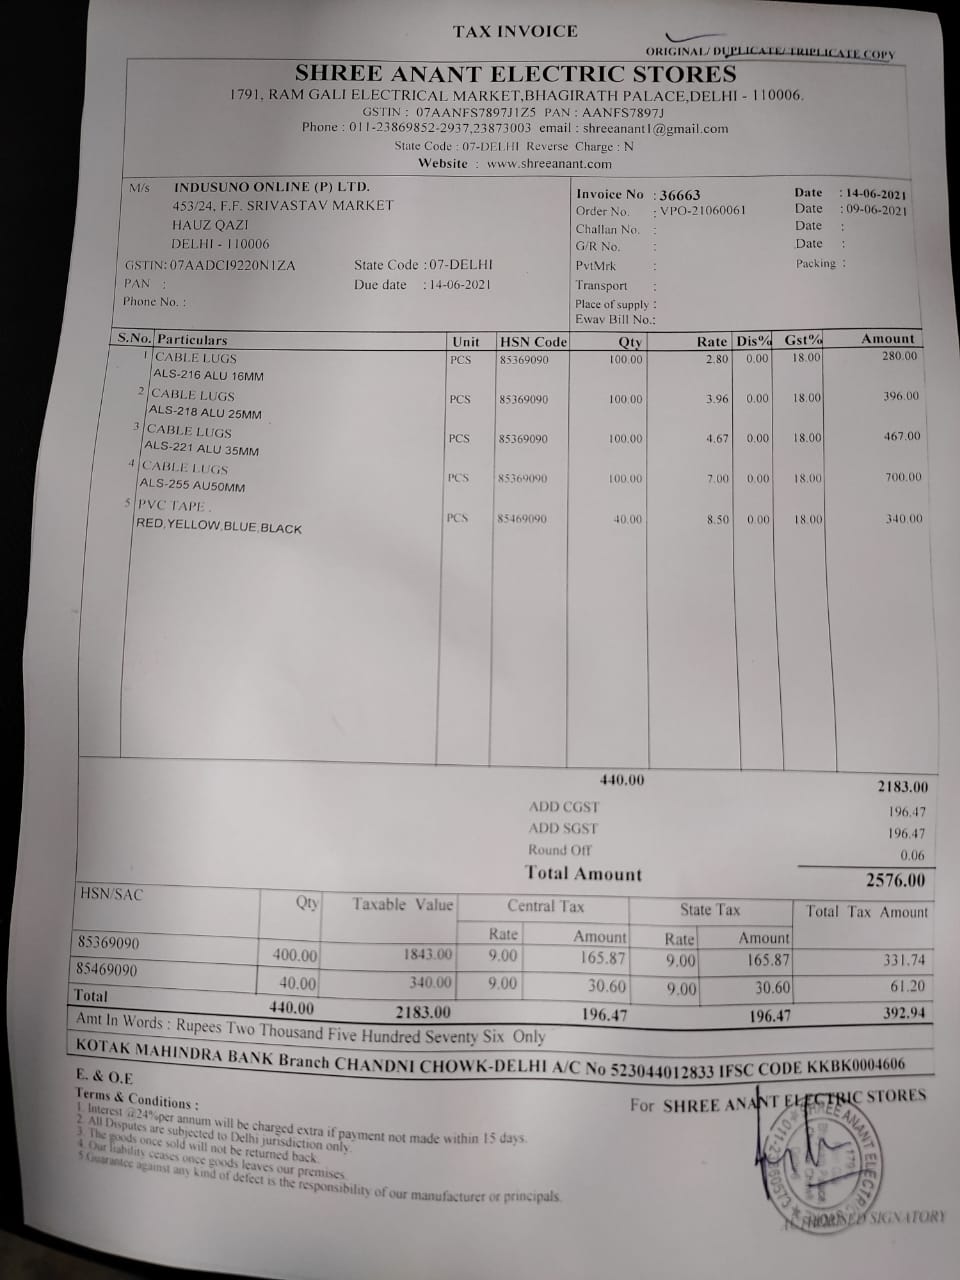 TAX INVOICE
ORIGINAL/DUPLICATE/TRIPLICATE COPY
SHREE ANANT ELECTRIC STORES
1791, RAM GALI ELECTRICAL MARKET,BHAGIRATH PALACE,DELHI - 110006.
GSTIN : 07AANFS7897J1Z5 PAN : AANFS7897J
Phone : 011-23869852-2937,23873003 email : shreeanant1@gmail.com
State Code : 07-DELHI Reverse Charge : N
Website : www.shreeanant.com
M/s INDUSUNO ONLINE (P) LTD.
453/24, F.F. SRIVASTAV MARKET
HAUZ QAZI
DELHI - 110006
GSTIN: 07AADCI9220N1ZA State Code :07-DELHI
PAN : Due date :14-06-2021
Phone No. :
Invoice No :36663 Date :14-06-2021
Order No. :VPO-21060061 Date :09-06-2021
Challan No. : Date :
G/R No. : Date :
PvtMrk : Packing :
Transport :
Place of supply :
Eway Bill No.:
S.No. Particulars Unit HSN Code Qty Rate Dis% Gst% Amount
1 CABLE LUGS PCS 85369090 100.00 2.80 0.00 18.00 280.00
ALS-216 ALU 16MM
2 CABLE LUGS PCS 85369090 100.00 3.96 0.00 18.00 396.00
ALS-218 ALU 25MM
3 CABLE LUGS PCS 85369090 100.00 4.67 0.00 18.00 467.00
ALS-221 ALU 35MM
4 CABLE LUGS PCS 85369090 100.00 7.00 0.00 18.00 700.00
ALS-255 AU50MM
5 PVC TAPE . PCS 85469090 40.00 8.50 0.00 18.00 340.00
RED,YELLOW,BLUE,BLACK
440.00 2183.00
ADD CGST 196.47
ADD SGST 196.47
Round Off 0.06
Total Amount 2576.00
HSN/SAC Qty Taxable Value Central Tax State Tax Total Tax Amount
Rate Amount Rate Amount
85369090 400.00 1843.00 9.00 165.87 9.00 165.87 331.74
85469090 40.00 340.00 9.00 30.60 9.00 30.60 61.20
Total 440.00 2183.00 196.47 196.47 392.94
Amt In Words : Rupees Two Thousand Five Hundred Seventy Six Only
KOTAK MAHINDRA BANK Branch CHANDNI CHOWK-DELHI A/C No 523044012833 IFSC CODE KKBK0004606
E. & O.E
Terms & Conditions :
1. Interest @24%per annum will be charged extra if payment not made within 15 days.
2. All Disputes are subjected to Delhi jurisdiction only.
3. The goods once sold will not be returned back.
4. Our liability ceases once goods leaves our premises.
5.Guarantee against any kind of defect is the responsibility of our manufacturer or principals.
For SHREE ANANT ELECTRIC STORES
SHREE ANANT ELECTRIC
AUTHORISED SIGNATORY